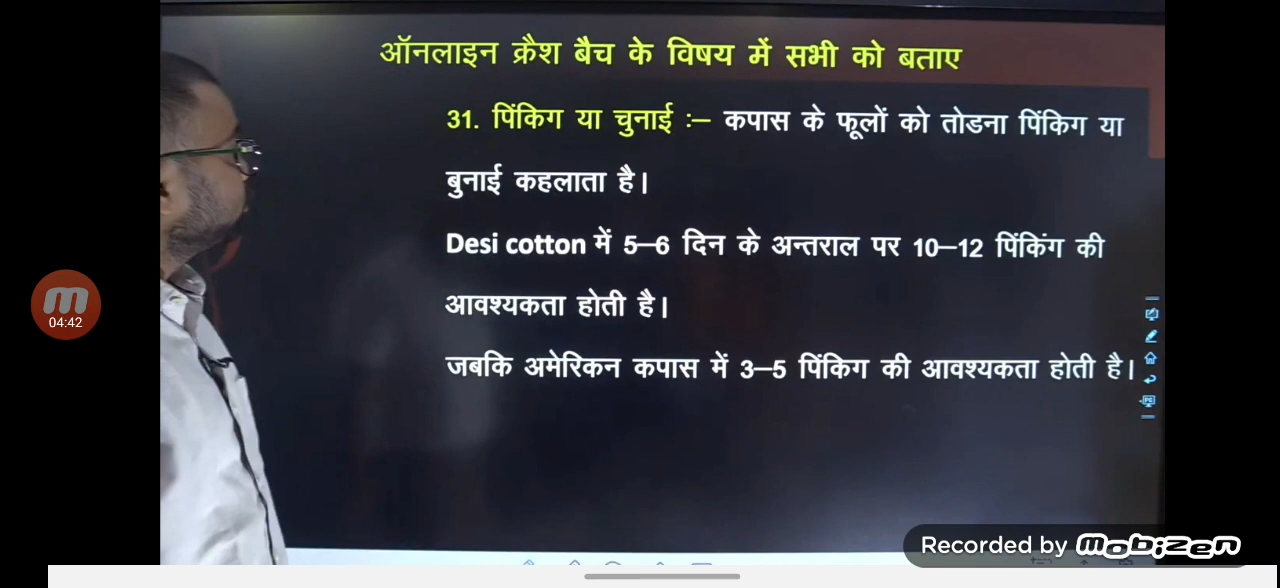 ऑनलाइन क्रैश बैच के विषय में सभी को बताए
31. पिंकिग या चुनाई :– कपास के फूलों को तोडना पिंकिग या
बुनाई कहलाता है।
Desi cotton में 5–6 दिन के अन्तराल पर 10–12 पिंकिंग की
आवश्यकता होती है।
जबकि अमेरिकन कपास में 3–5 पिंकिग की आवश्यकता होती है।
04:42
Recorded by mobizen